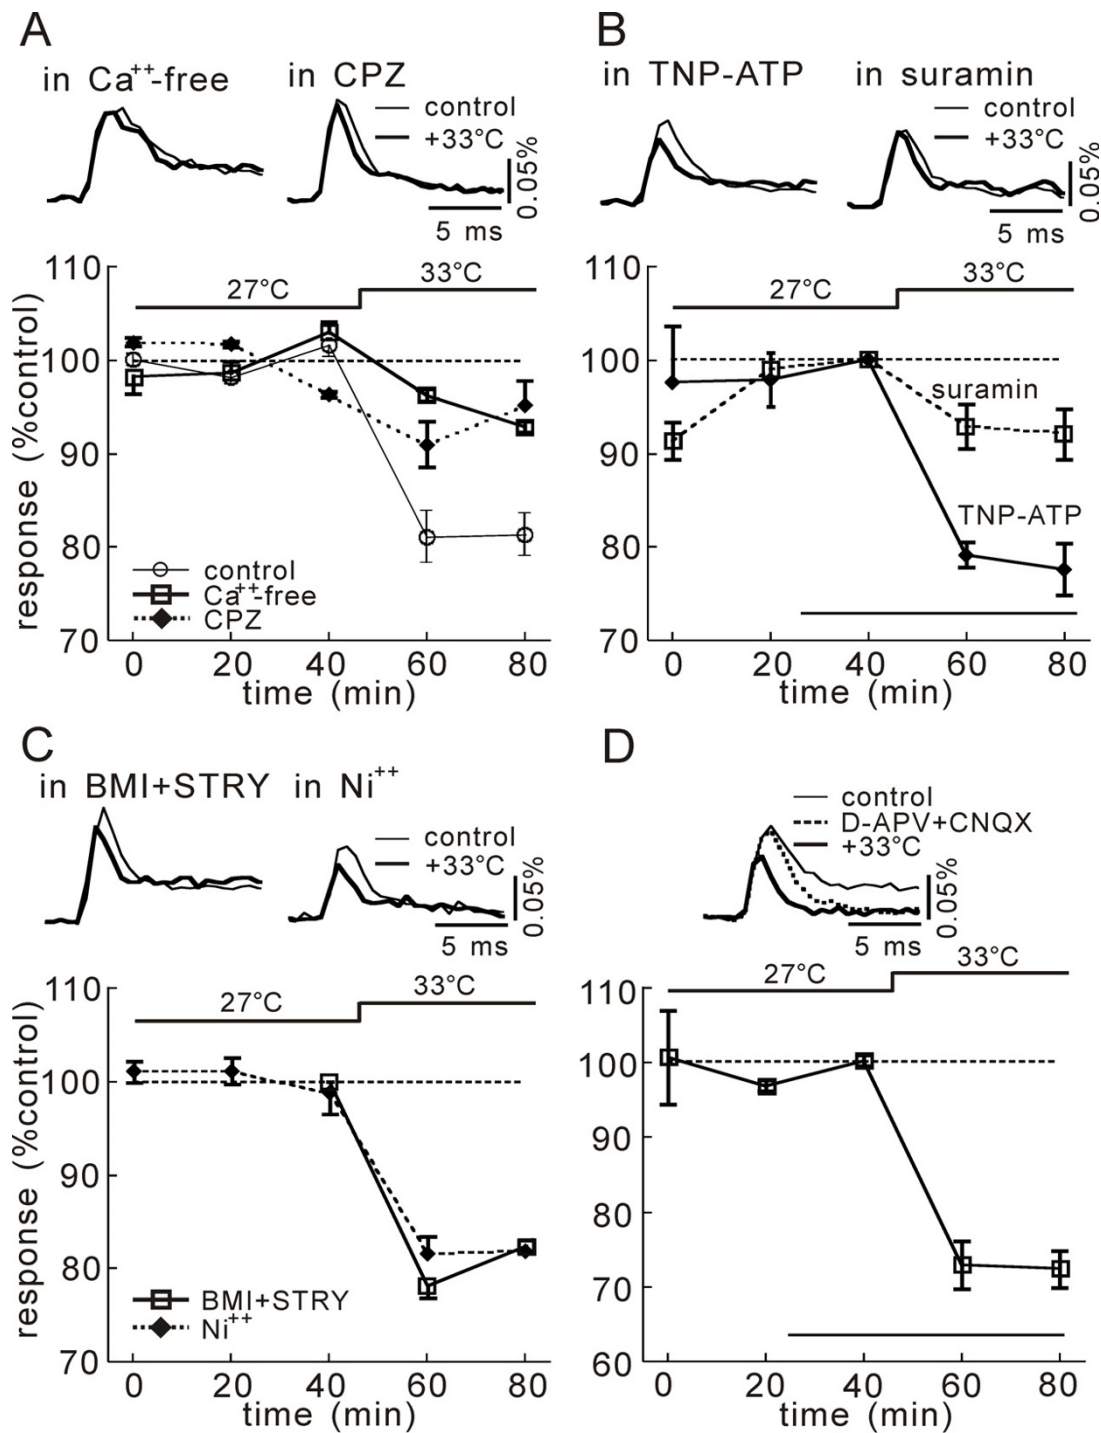 A
in Ca++-free
in CPZ
control
+33°C
0.05%
5 ms
110
100
90
80
70
response (%control)
27°C
33°C
control
Ca++-free
CPZ
0 20 40 60 80
time (min)
B
in TNP-ATP
in suramin
control
+33°C
0.05%
5 ms
110
100
90
80
70
27°C
33°C
suramin
TNP-ATP
0 20 40 60 80
time (min)
C
in BMI+STRY
in Ni++
control
+33°C
0.05%
5 ms
110
100
90
80
70
response (%control)
27°C
33°C
BMI+STRY
Ni++
0 20 40 60 80
time (min)
D
control
D-APV+CNQX
+33°C
0.05%
5 ms
110
100
90
80
70
60
27°C
33°C
0 20 40 60 80
time (min)